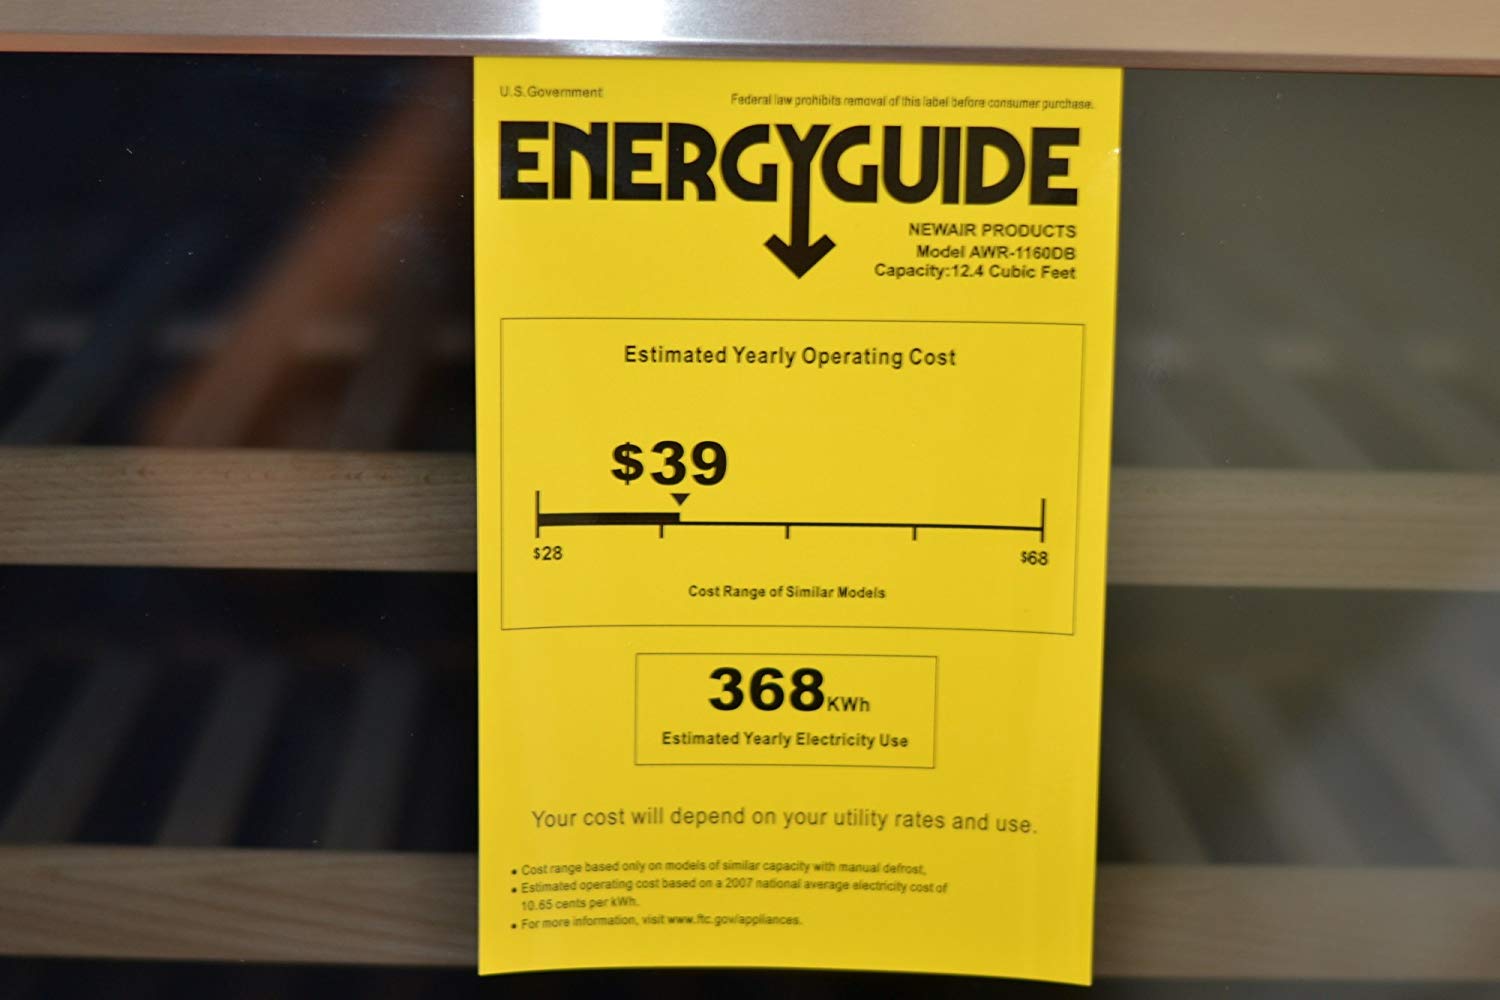 U.S.Government
Federal law prohibits removal of this label before consumer purchase.
ENERGYGUIDE
NEWAIR PRODUCTS
Model AWR-1160DB
Capacity:12.4 Cubic Feet
Estimated Yearly Operating Cost
$39
$28
$68
Cost Range of Similar Models
368KWh
Estimated Yearly Electricity Use
Your cost will depend on your utility rates and use.
• Cost range based only on models of similar capacity with manual defrost,
• Estimated operating cost based on a 2007 national average electricity cost of
10.65 cents per kWh.
• For more information, visit www.ftc.gov/appliances.